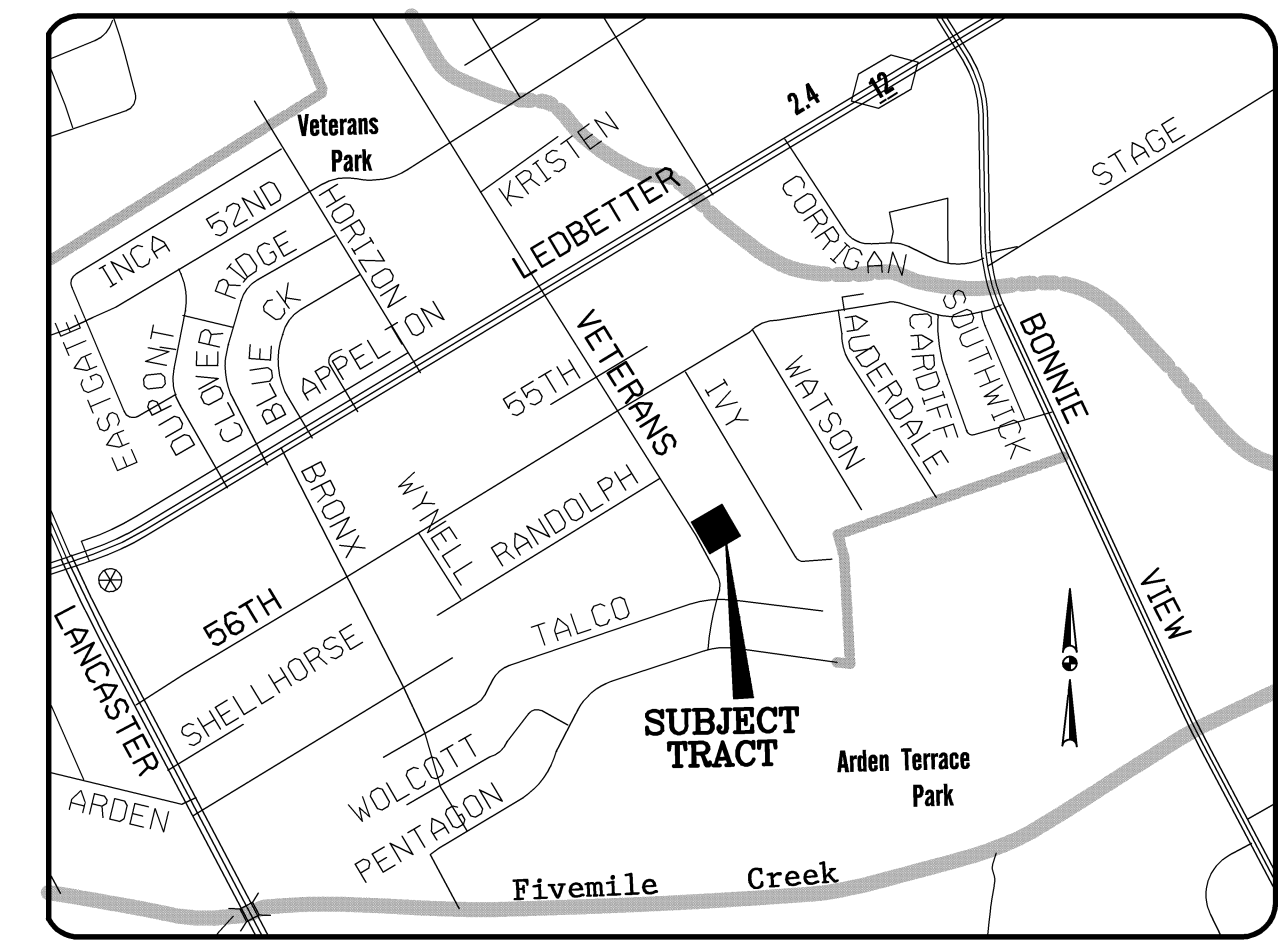 2.4
12
Veterans
Park
KRISTEN
STAGE
LEDBETTER
CORRIGAN
52ND
INCA
HORIZON
RIDGE
BLUE CK
APPELTON
EASTGATE
DUPONT
CLOVER
VETERANS
55TH
IVY
WATSON
LAUDERDALE
CARDIFF
SOUTHWICK
BONNIE
VIEW
BRONX
WYNELL
RANDOLPH
56TH
SHELLHORSE
TALCO
LANCASTER
SUBJECT
TRACT
Arden Terrace
Park
WOLCOTT
PENTAGON
ARDEN
Fivemile Creek